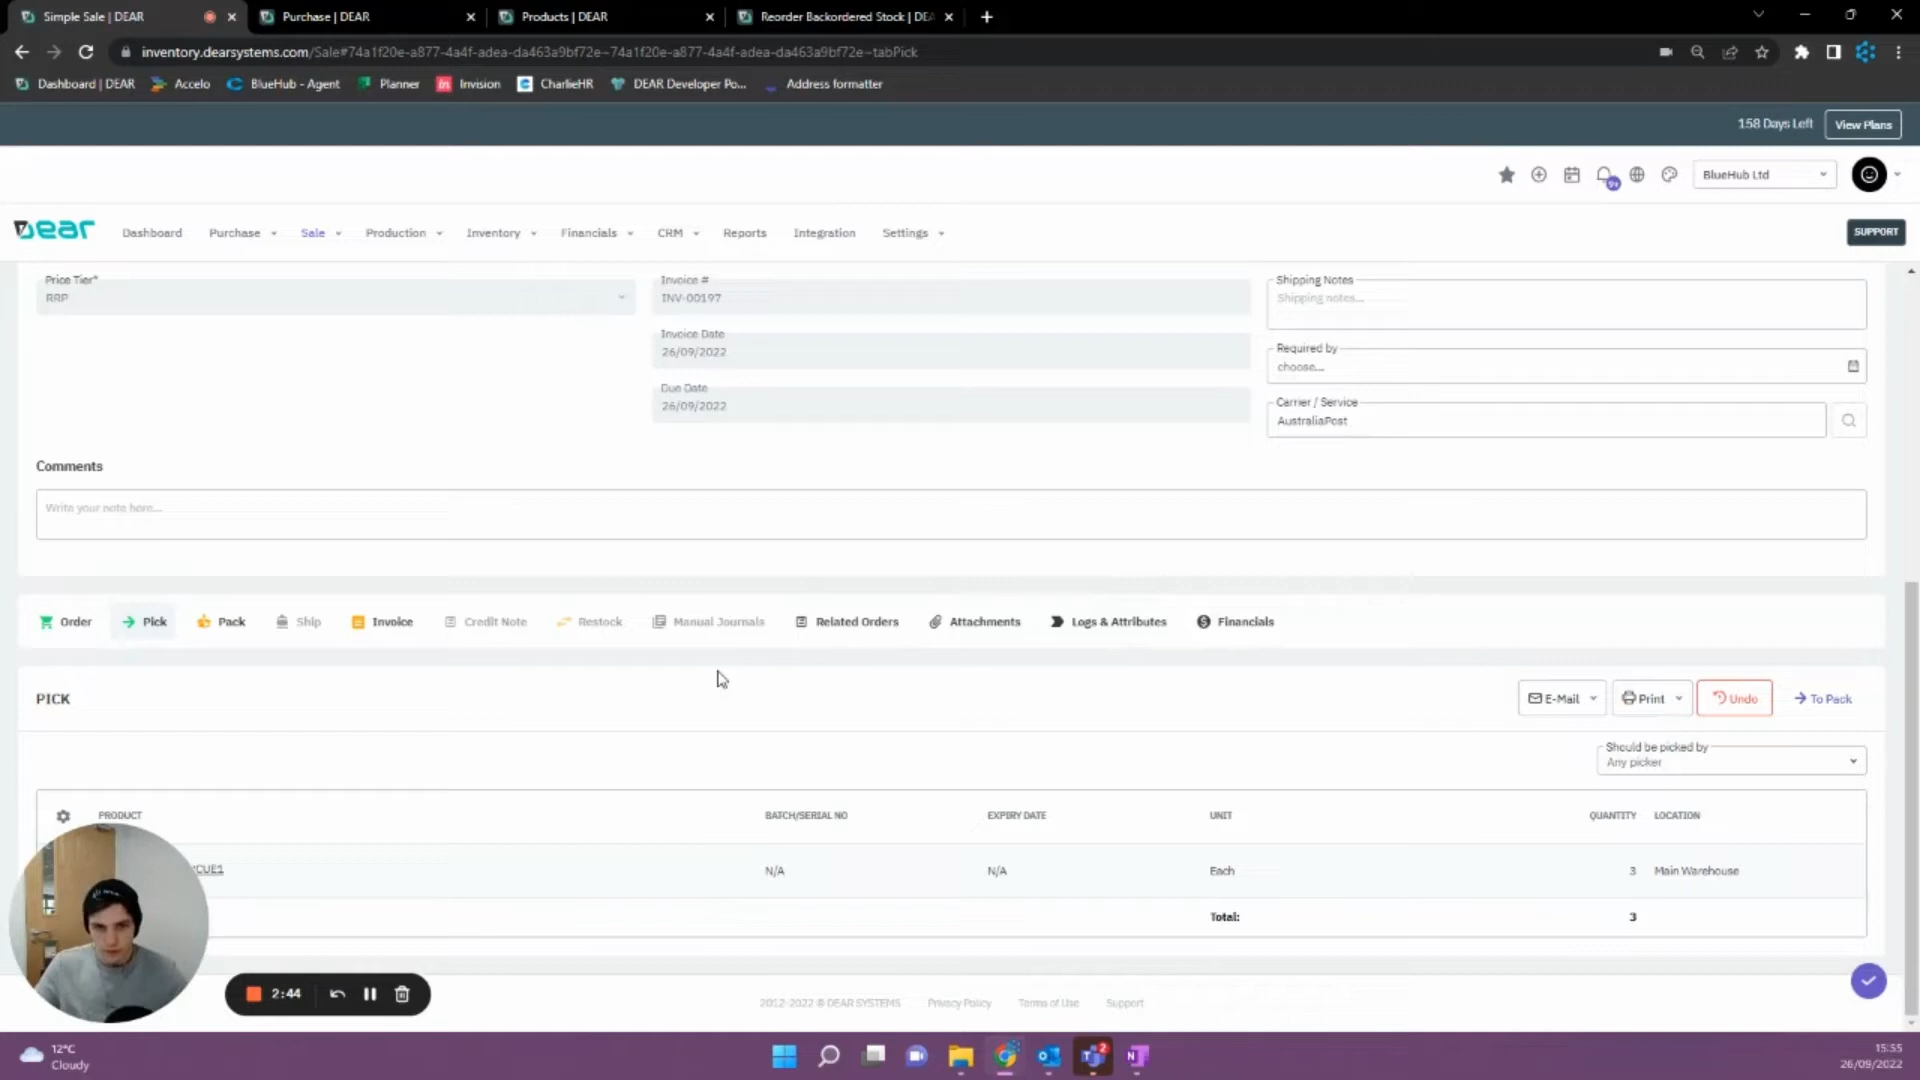 Simple Sale | DEAR
Purchase | DEAR
Products | DEAR
Reorder Backordered Stock | DEA
inventory.dearsystems.com/Sale#74a1f20e-a877-4a4f-adea-da463a9bf72e~74a1f20e-a877-4a4f-adea-da463a9bf72e~tabPick
Dashboard | DEAR
Accelo
BlueHub - Agent
Planner
in
Invision
CharlieHR
DEAR Developer Po...
Address formatter
158 Days Left
View Plans
9+
BlueHub Ltd
Dear
Dashboard
Purchase
Sale
Production
Inventory
Financials
CRM
Reports
Integration
Settings
SUPPORT
Price Tier*
RRP
Invoice #
INV-00197
Shipping Notes
Shipping notes...
Invoice Date
26/09/2022
Required by
choose...
Due Date
26/09/2022
Carrier / Service
AustraliaPost
Comments
Write your note here...
Order
Pick
Pack
Ship
Invoice
Credit Note
Restock
Manual Journals
Related Orders
Attachments
Logs & Attributes
Financials
PICK
E-Mail
Print
Undo
To Pack
Should be picked by
Any picker
PRODUCT
BATCH/SERIAL NO
EXPIRY DATE
UNIT
QUANTITY
LOCATION
CUE1
N/A
N/A
Each
3
Main Warehouse
Total:
3
2:44
2012-2022 © DEAR SYSTEMS
Privacy Policy
Terms of Use
Support
12°C
Cloudy
2
15:55
26/09/2022